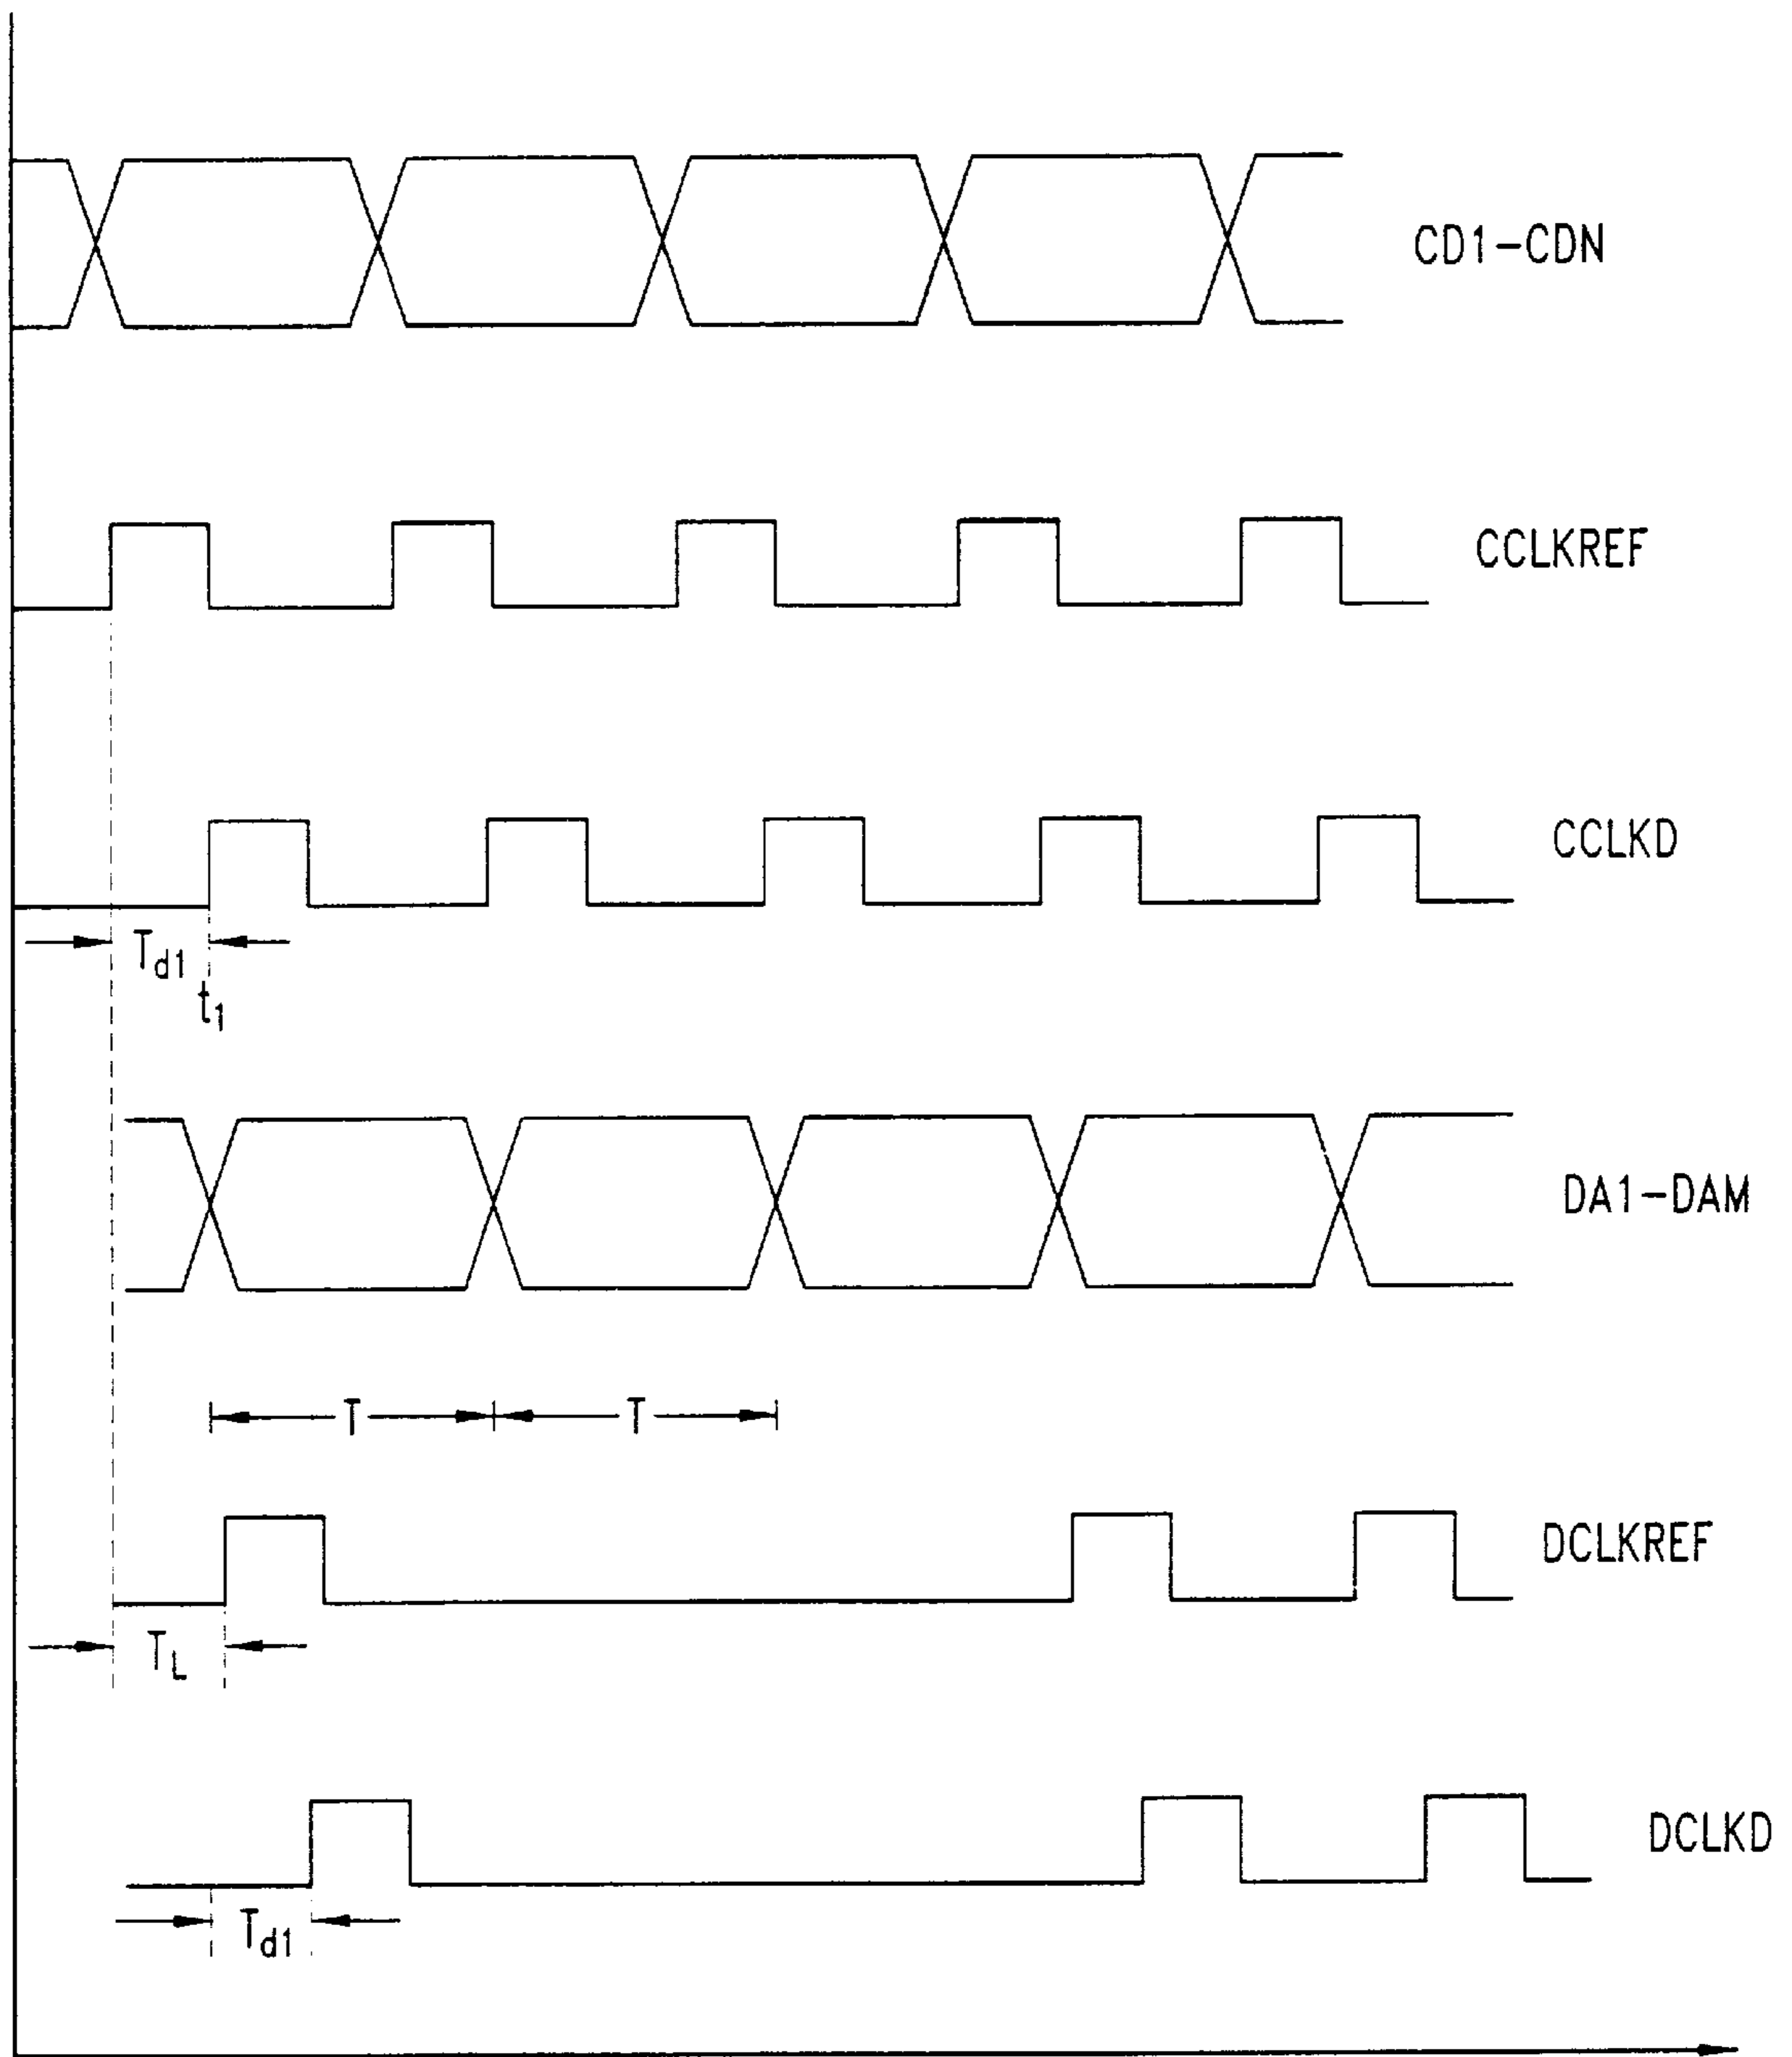 CD1-CDN
CCLKREF
CCLKD
Td1
t1
DA1-DAM
T T
DCLKREF
TL
DCLKD
Td1